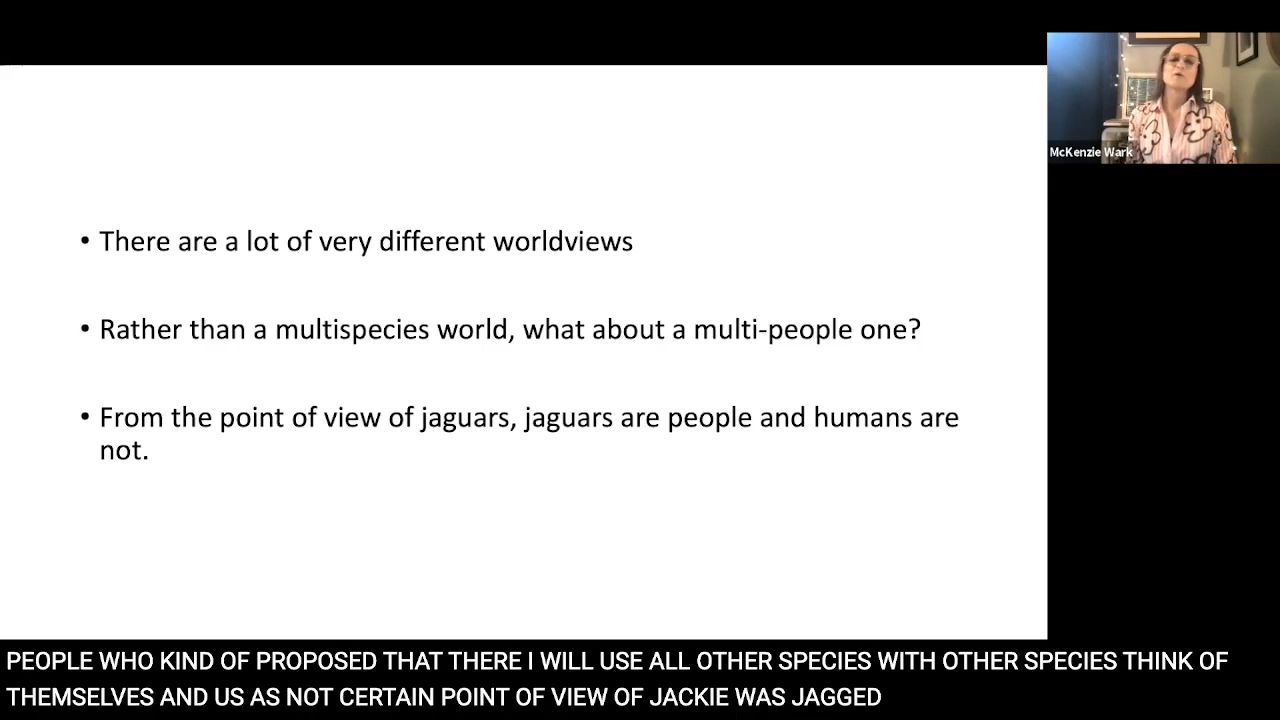 McKenzie Wark
• There are a lot of very different worldviews
• Rather than a multispecies world, what about a multi-people one?
• From the point of view of jaguars, jaguars are people and humans are
not.
PEOPLE WHO KIND OF PROPOSED THAT THERE I WILL USE ALL OTHER SPECIES WITH OTHER SPECIES THINK OF
THEMSELVES AND US AS NOT CERTAIN POINT OF VIEW OF JACKIE WAS JAGGED